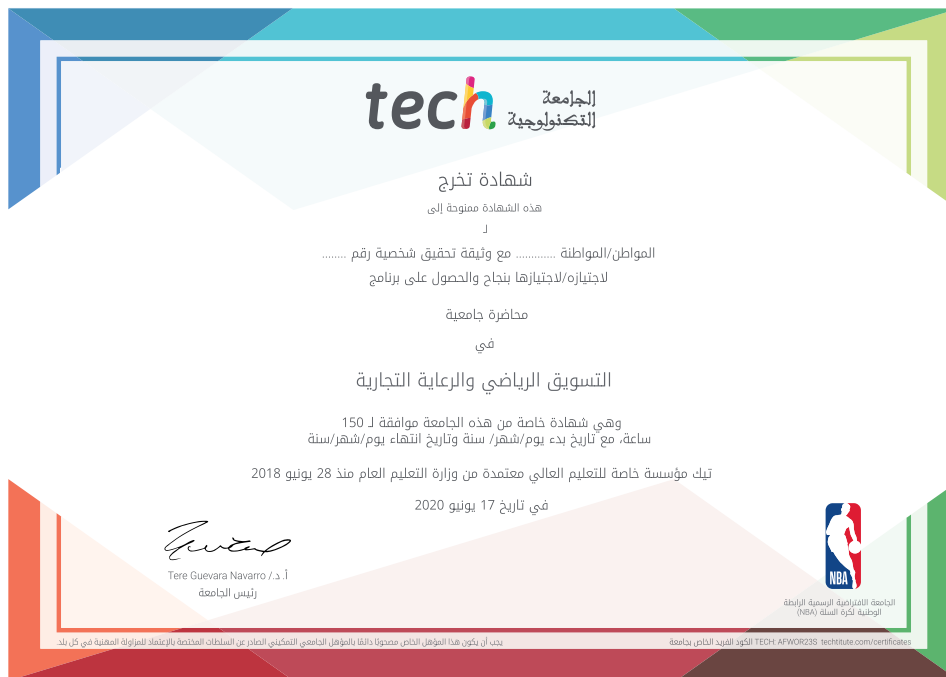 tech الجامعة
التكنولوجية
شهادة تخرج
هذه الشهادة ممنوحة إلى
لـ
المواطن/المواطنة ............. مع وثيقة تحقيق شخصية رقم ........
لاجتيازه/لاجتيازها بنجاح والحصول على برنامج
محاضرة جامعية
في
التسويق الرياضي والرعاية التجارية
وهي شهادة خاصة من هذه الجامعة موافقة لـ 150
ساعة، مع تاريخ بدء يوم/شهر/ سنة وتاريخ انتهاء يوم/شهر/سنة
تيك مؤسسة خاصة للتعليم العالي معتمدة من وزارة التعليم العام منذ 28 يونيو 2018
في تاريخ 17 يونيو 2020
أ.د./ Tere Guevara Navarro
رئيس الجامعة
NBA
الجامعة الافتراضية الرسمية الرابطة
الوطنية لكرة السلة (NBA)
يجب أن يكون هذا المؤهل الخاص مصحوبًا دائمًا بالمؤهل الجامعي التمكيني الصادر عن السلطات المختصة بالإعتماد للمزاولة المهنية في كل بلد.
الكود الفريد الخاص بجامعة TECH: AFWOR23S techtitute.com/certificates